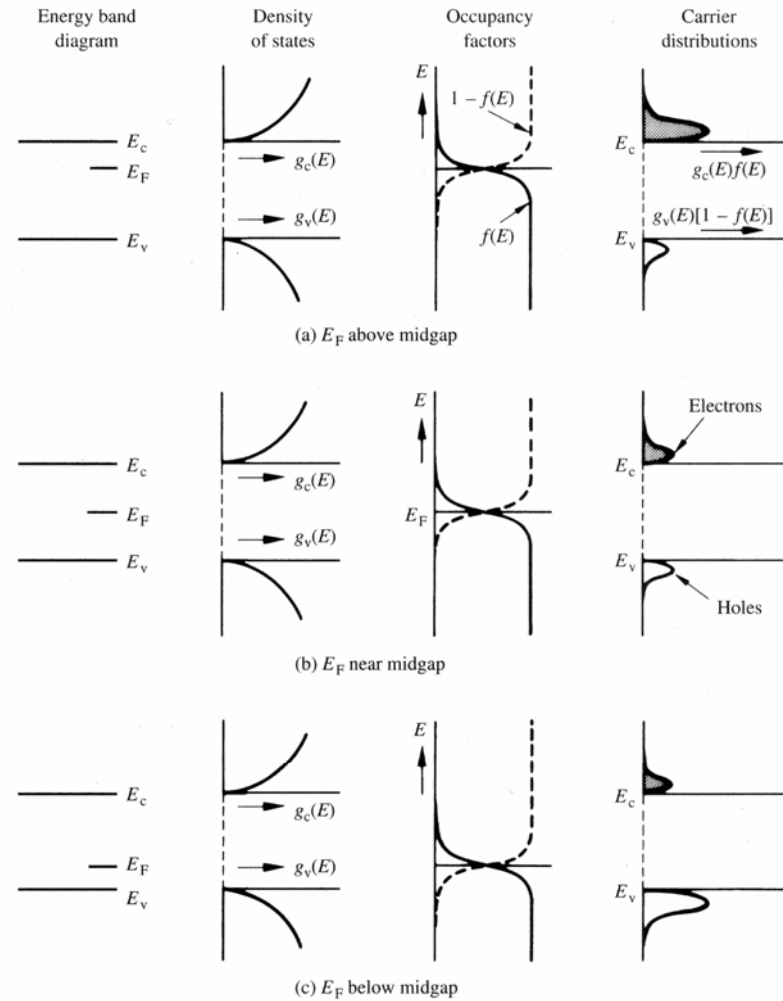 Energy band
diagram
Density
of states
Occupancy
factors
Carrier
distributions
E_c
E_F
E_v
g_c(E)
g_v(E)
E
1 – f(E)
f(E)
E_c
g_c(E)f(E)
g_v(E)[1 – f(E)]
E_v
(a) E_F above midgap
E_c
E_F
E_v
g_c(E)
g_v(E)
E
E_F
Electrons
E_c
E_v
Holes
(b) E_F near midgap
E_c
E_F
E_v
g_c(E)
g_v(E)
E
E_c
E_v
(c) E_F below midgap